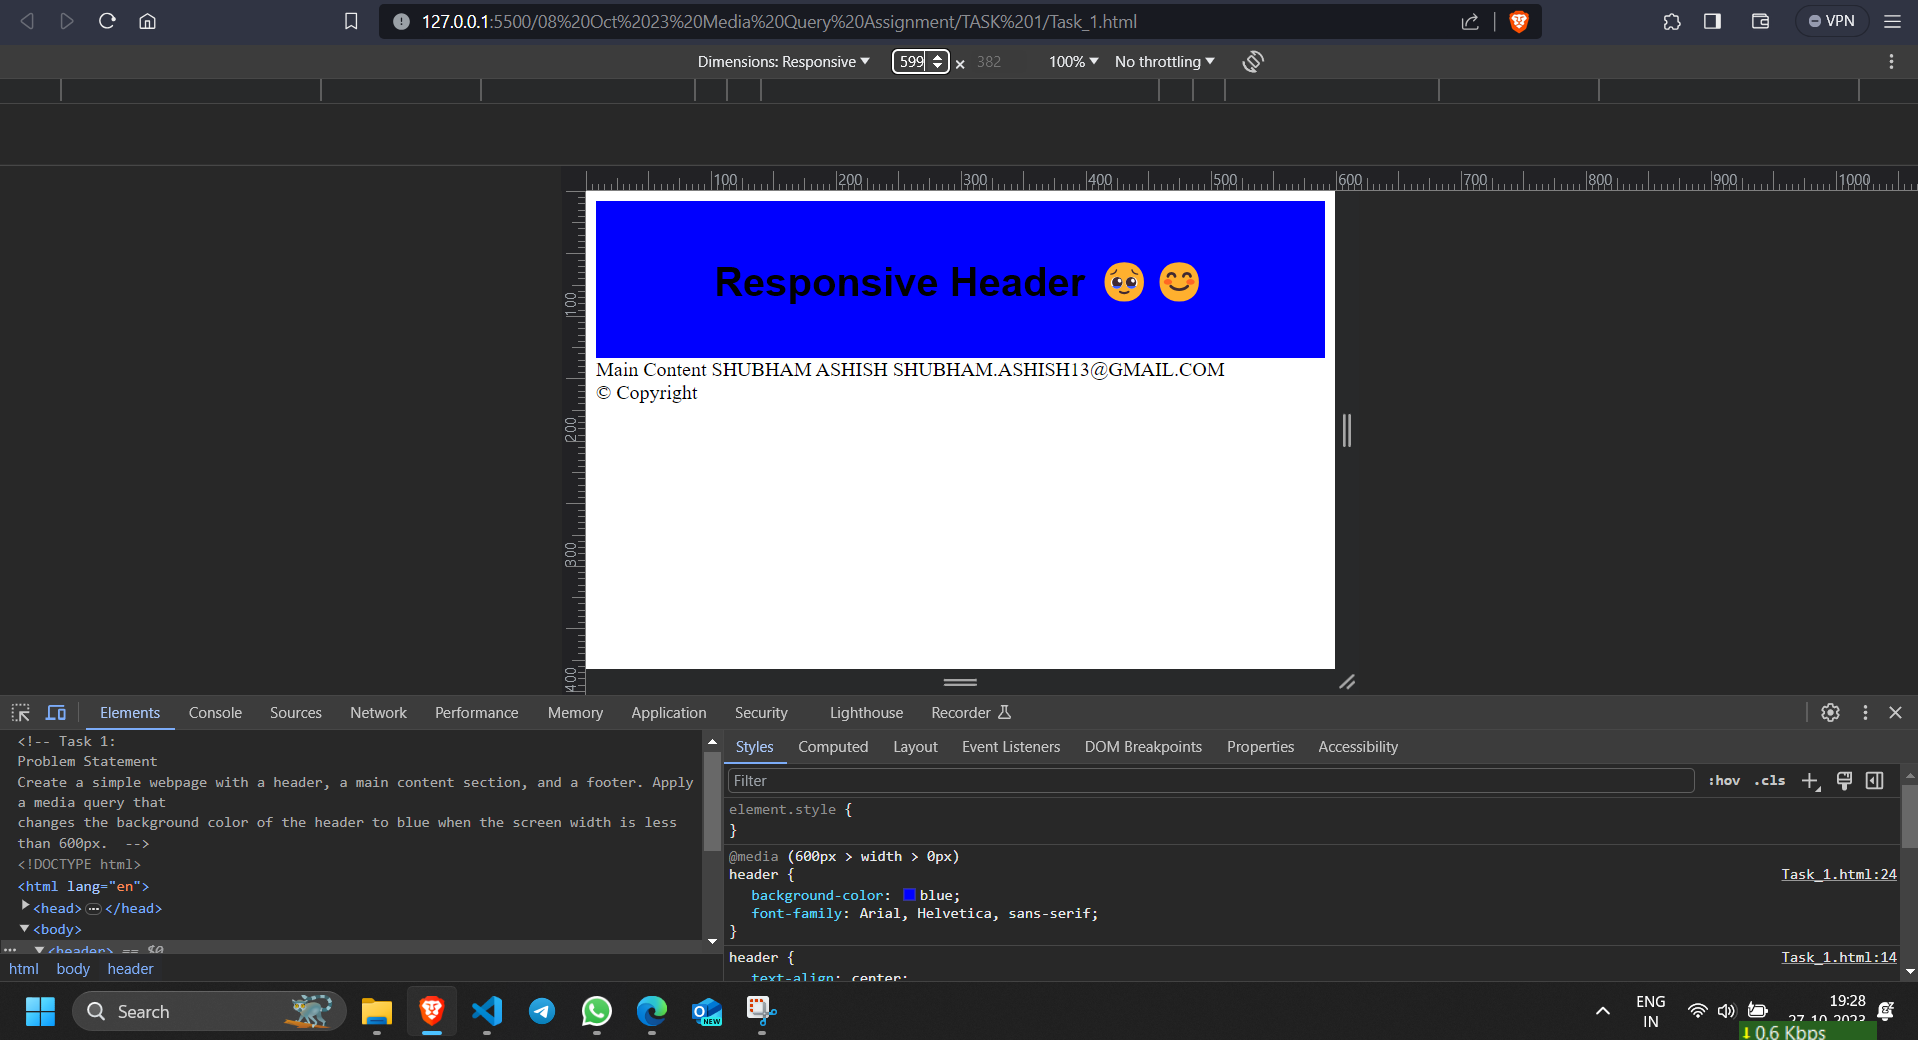 127.0.0.1:5500/08%20Oct%2023%20Media%20Query%20Assignment/TASK%201/Task_1.html
VPN
Dimensions: Responsive 599 × 382 100% No throttling
100 200 300 400 500 600 700 800 900 1000
100
200
300
400
Responsive Header 🥹 😊
Main Content SHUBHAM ASHISH SHUBHAM.ASHISH13@GMAIL.COM
© Copyright
Elements Console Sources Network Performance Memory Application Security Lighthouse Recorder
<!-- Task 1:
Problem Statement
Create a simple webpage with a header, a main content section, and a footer. Apply
a media query that
changes the background color of the header to blue when the screen width is less
than 600px.  -->
<!DOCTYPE html>
<html lang="en">
<head> ⋯ </head>
<body>
⋯ <header> == $0
html body header
Styles Computed Layout Event Listeners DOM Breakpoints Properties Accessibility
Filter :hov .cls
element.style {
}
@media (600px > width > 0px)
header { Task_1.html:24
background-color: blue;
font-family: Arial, Helvetica, sans-serif;
}
header { Task_1.html:14
text-align: center;
Search
NEW
ENG
IN
19:28
27-10-2023
0.6 Kbps